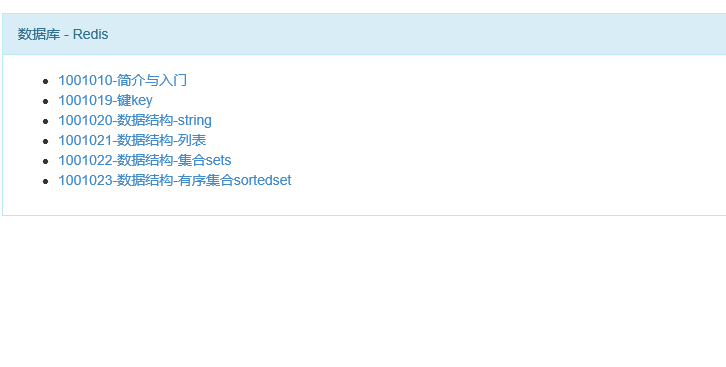 数据库 - Redis
1001010-简介与入门
1001019-键key
1001020-数据结构-string
1001021-数据结构-列表
1001022-数据结构-集合sets
1001023-数据结构-有序集合sortedset